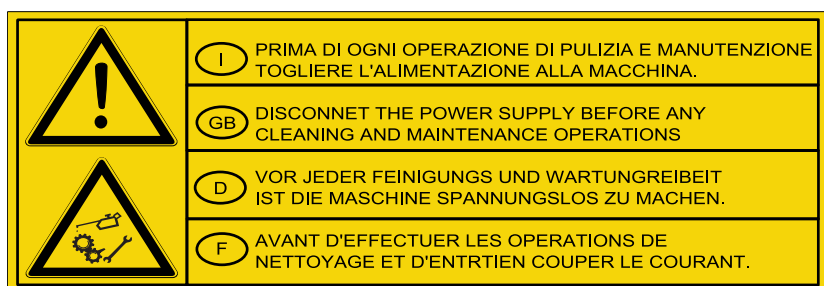 I PRIMA DI OGNI OPERAZIONE DI PULIZIA E MANUTENZIONE
TOGLIERE L'ALIMENTAZIONE ALLA MACCHINA.
GB DISCONNET THE POWER SUPPLY BEFORE ANY
CLEANING AND MAINTENANCE OPERATIONS
D VOR JEDER FEINIGUNGS UND WARTUNGREIBEIT
IST DIE MASCHINE SPANNUNGSLOS ZU MACHEN.
F AVANT D'EFFECTUER LES OPERATIONS DE
NETTOYAGE ET D'ENTRTIEN COUPER LE COURANT.